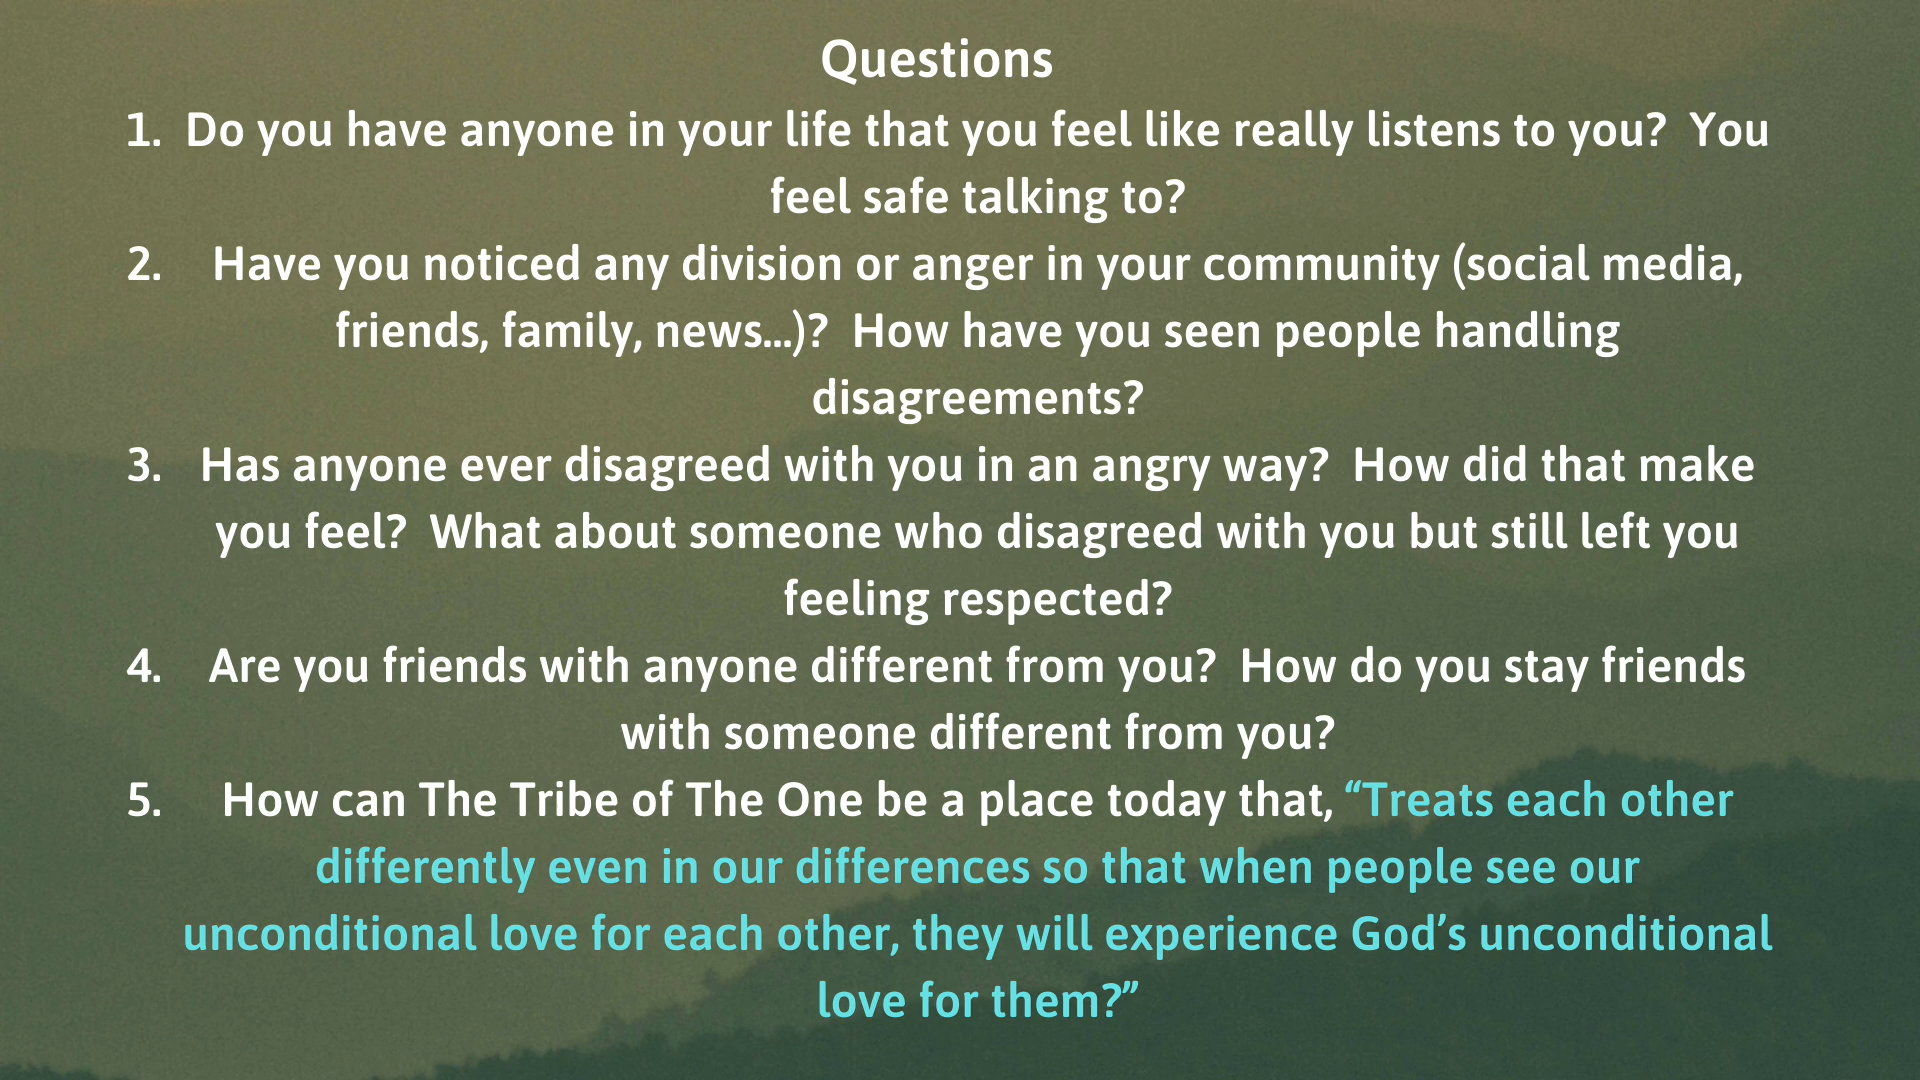 Questions
1. Do you have anyone in your life that you feel like really listens to you?  You
feel safe talking to?
2. Have you noticed any division or anger in your community (social media,
friends, family, news...)?  How have you seen people handling
disagreements?
3. Has anyone ever disagreed with you in an angry way?  How did that make
you feel?  What about someone who disagreed with you but still left you
feeling respected?
4. Are you friends with anyone different from you?  How do you stay friends
with someone different from you?
5. How can The Tribe of The One be a place today that, “Treats each other
differently even in our differences so that when people see our
unconditional love for each other, they will experience God’s unconditional
love for them?”